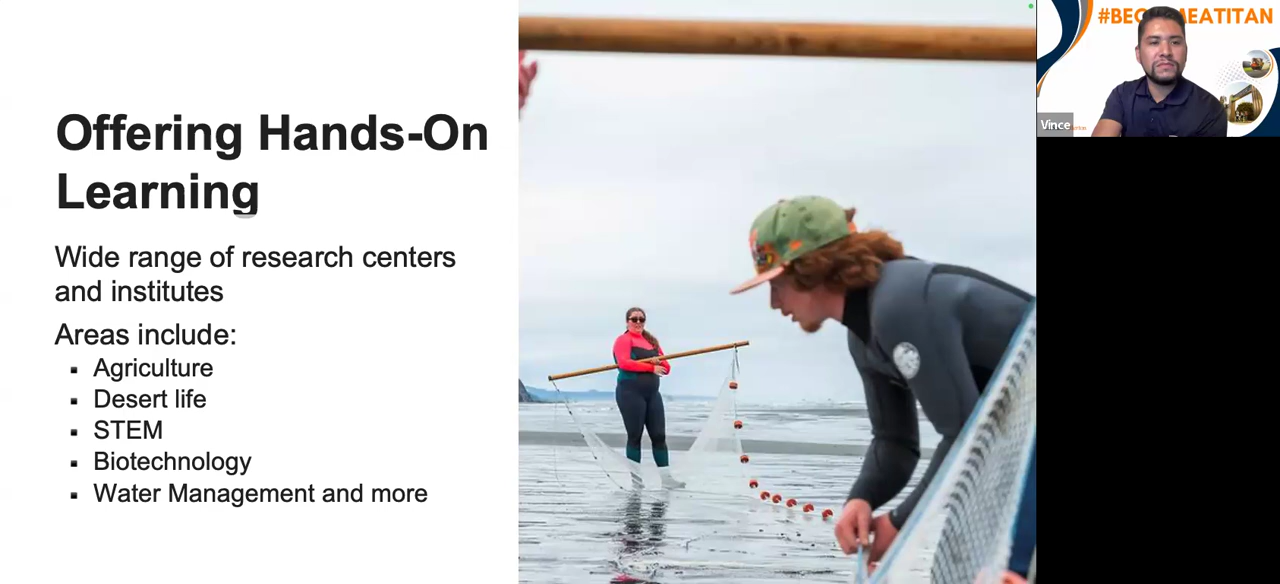 Offering Hands-On
Learning
Wide range of research centers
and institutes
Areas include:
▪ Agriculture
▪ Desert life
▪ STEM
▪ Biotechnology
▪ Water Management and more
Vince